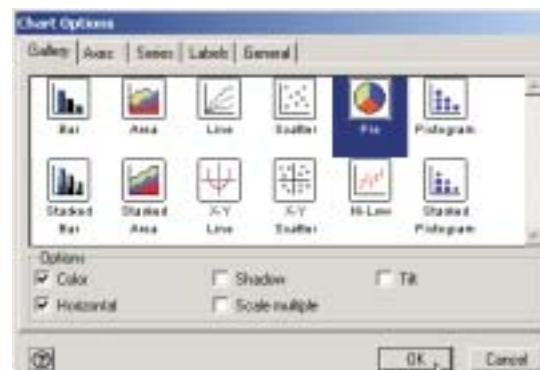 Chart Options
Gallery Axes Series Labels General
Bar Area Line Scatter Pie Pictogram
Stacked Bar Stacked Area X-Y Line X-Y Scatter Hi-Low Stacked Pictogram
Options
Color Shadow Tilt
Horizontal Scale multiple
OK Cancel